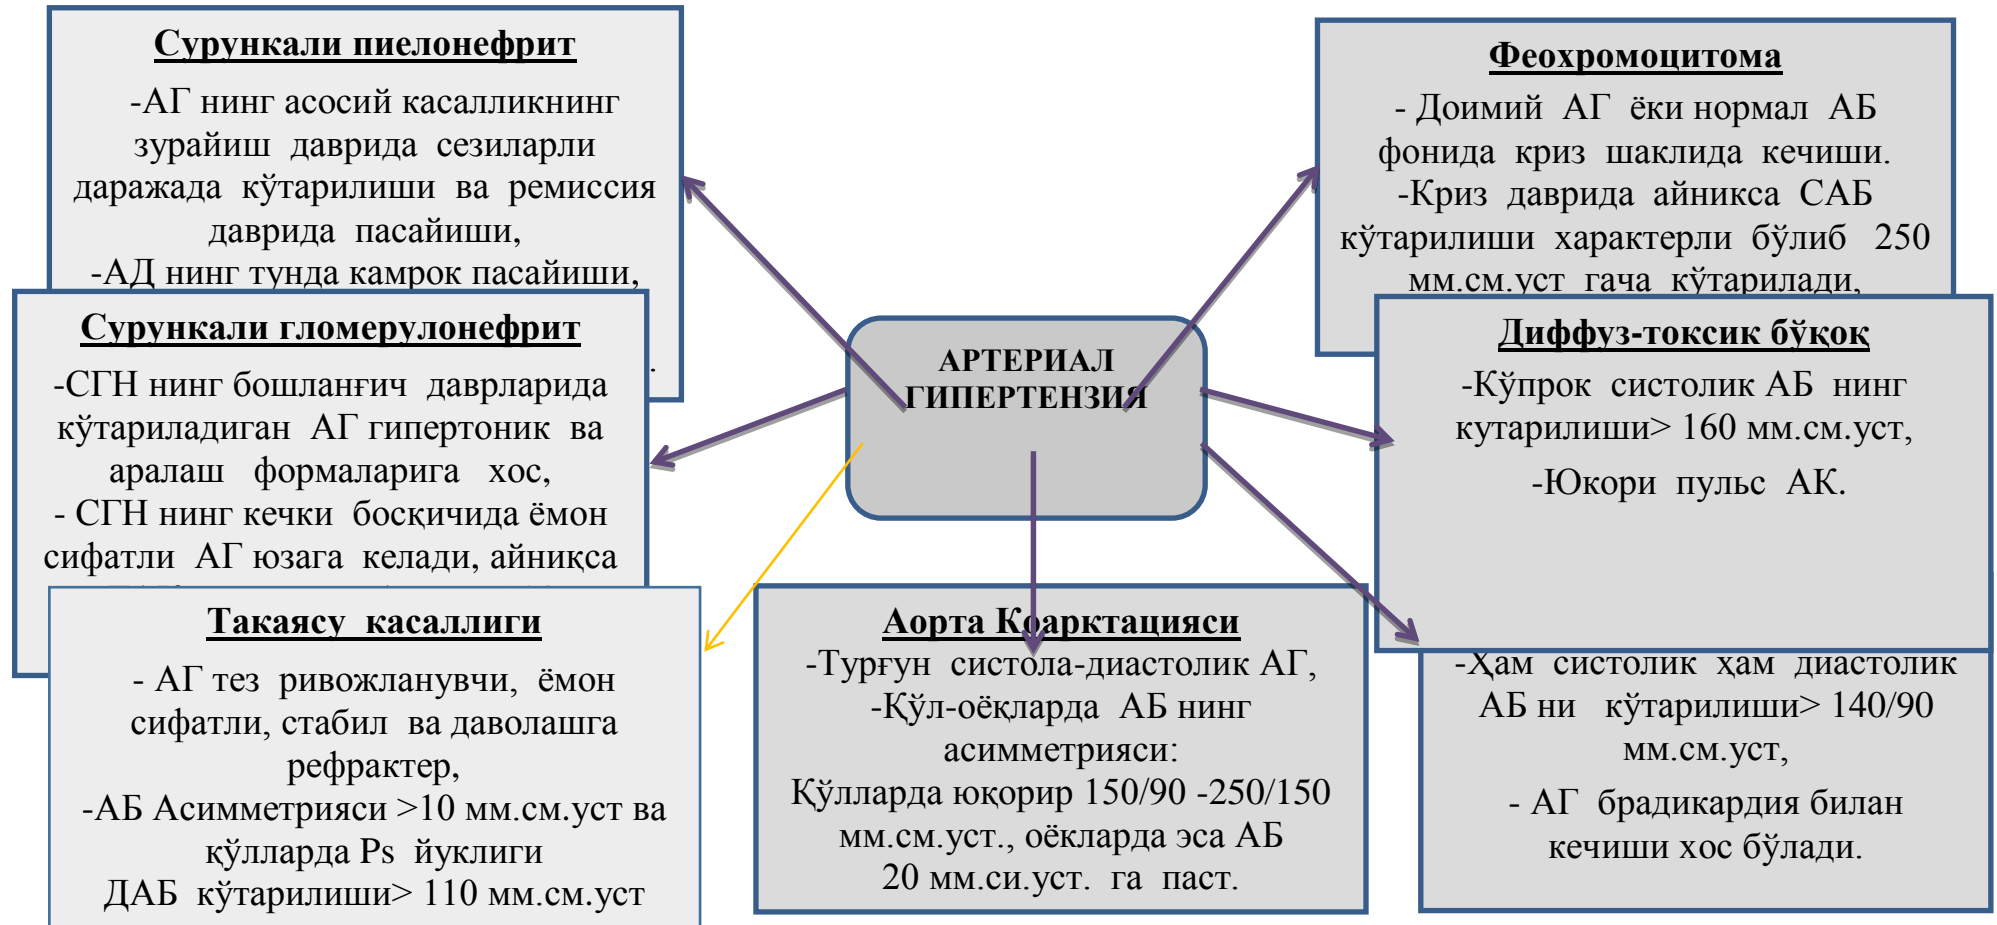 Сурункали пиелонефрит
-АГ нинг асосий касалликнинг
зурайиш даврида сезиларли
даражада кўтарилиши ва ремиссия
даврида пасайиши,
-АД нинг тунда камрок пасайиши,
Сурункали гломерулонефрит
-СГН нинг бошланғич даврларида
кўтариладиган АГ гипертоник ва
аралаш формаларига хос,
- СГН нинг кечки босқичида ёмон
сифатли АГ юзага келади, айниқса
Такаясу касаллиги
- АГ тез ривожланувчи, ёмон
сифатли, стабил ва даволашга
рефрактер,
-АБ Асимметрияси >10 мм.см.уст ва
қўлларда Ps йуклиги
ДАБ кўтарилиши> 110 мм.см.уст
АРТЕРИАЛ
ГИПЕРТЕНЗИЯ
Аорта Коарктацияси
-Турғун систола-диастолик АГ,
-Қўл-оёқларда АБ нинг
асимметрияси:
Қўлларда юқорир 150/90 -250/150
мм.см.уст., оёкларда эса АБ
20 мм.си.уст. га паст.
Феохромоцитома
- Доимий АГ ёки нормал АБ
фонида криз шаклида кечиши.
-Криз даврида айникса САБ
кўтарилиши характерли бўлиб 250
мм.см.уст гача кўтарилади,
Диффуз-токсик бўқоқ
-Кўпрок систолик АБ нинг
кутарилиши> 160 мм.см.уст,
-Юкори пульс АК.
-Ҳам систолик ҳам диастолик
АБ ни кўтарилиши> 140/90
мм.см.уст,
- АГ брадикардия билан
кечиши хос бўлади.